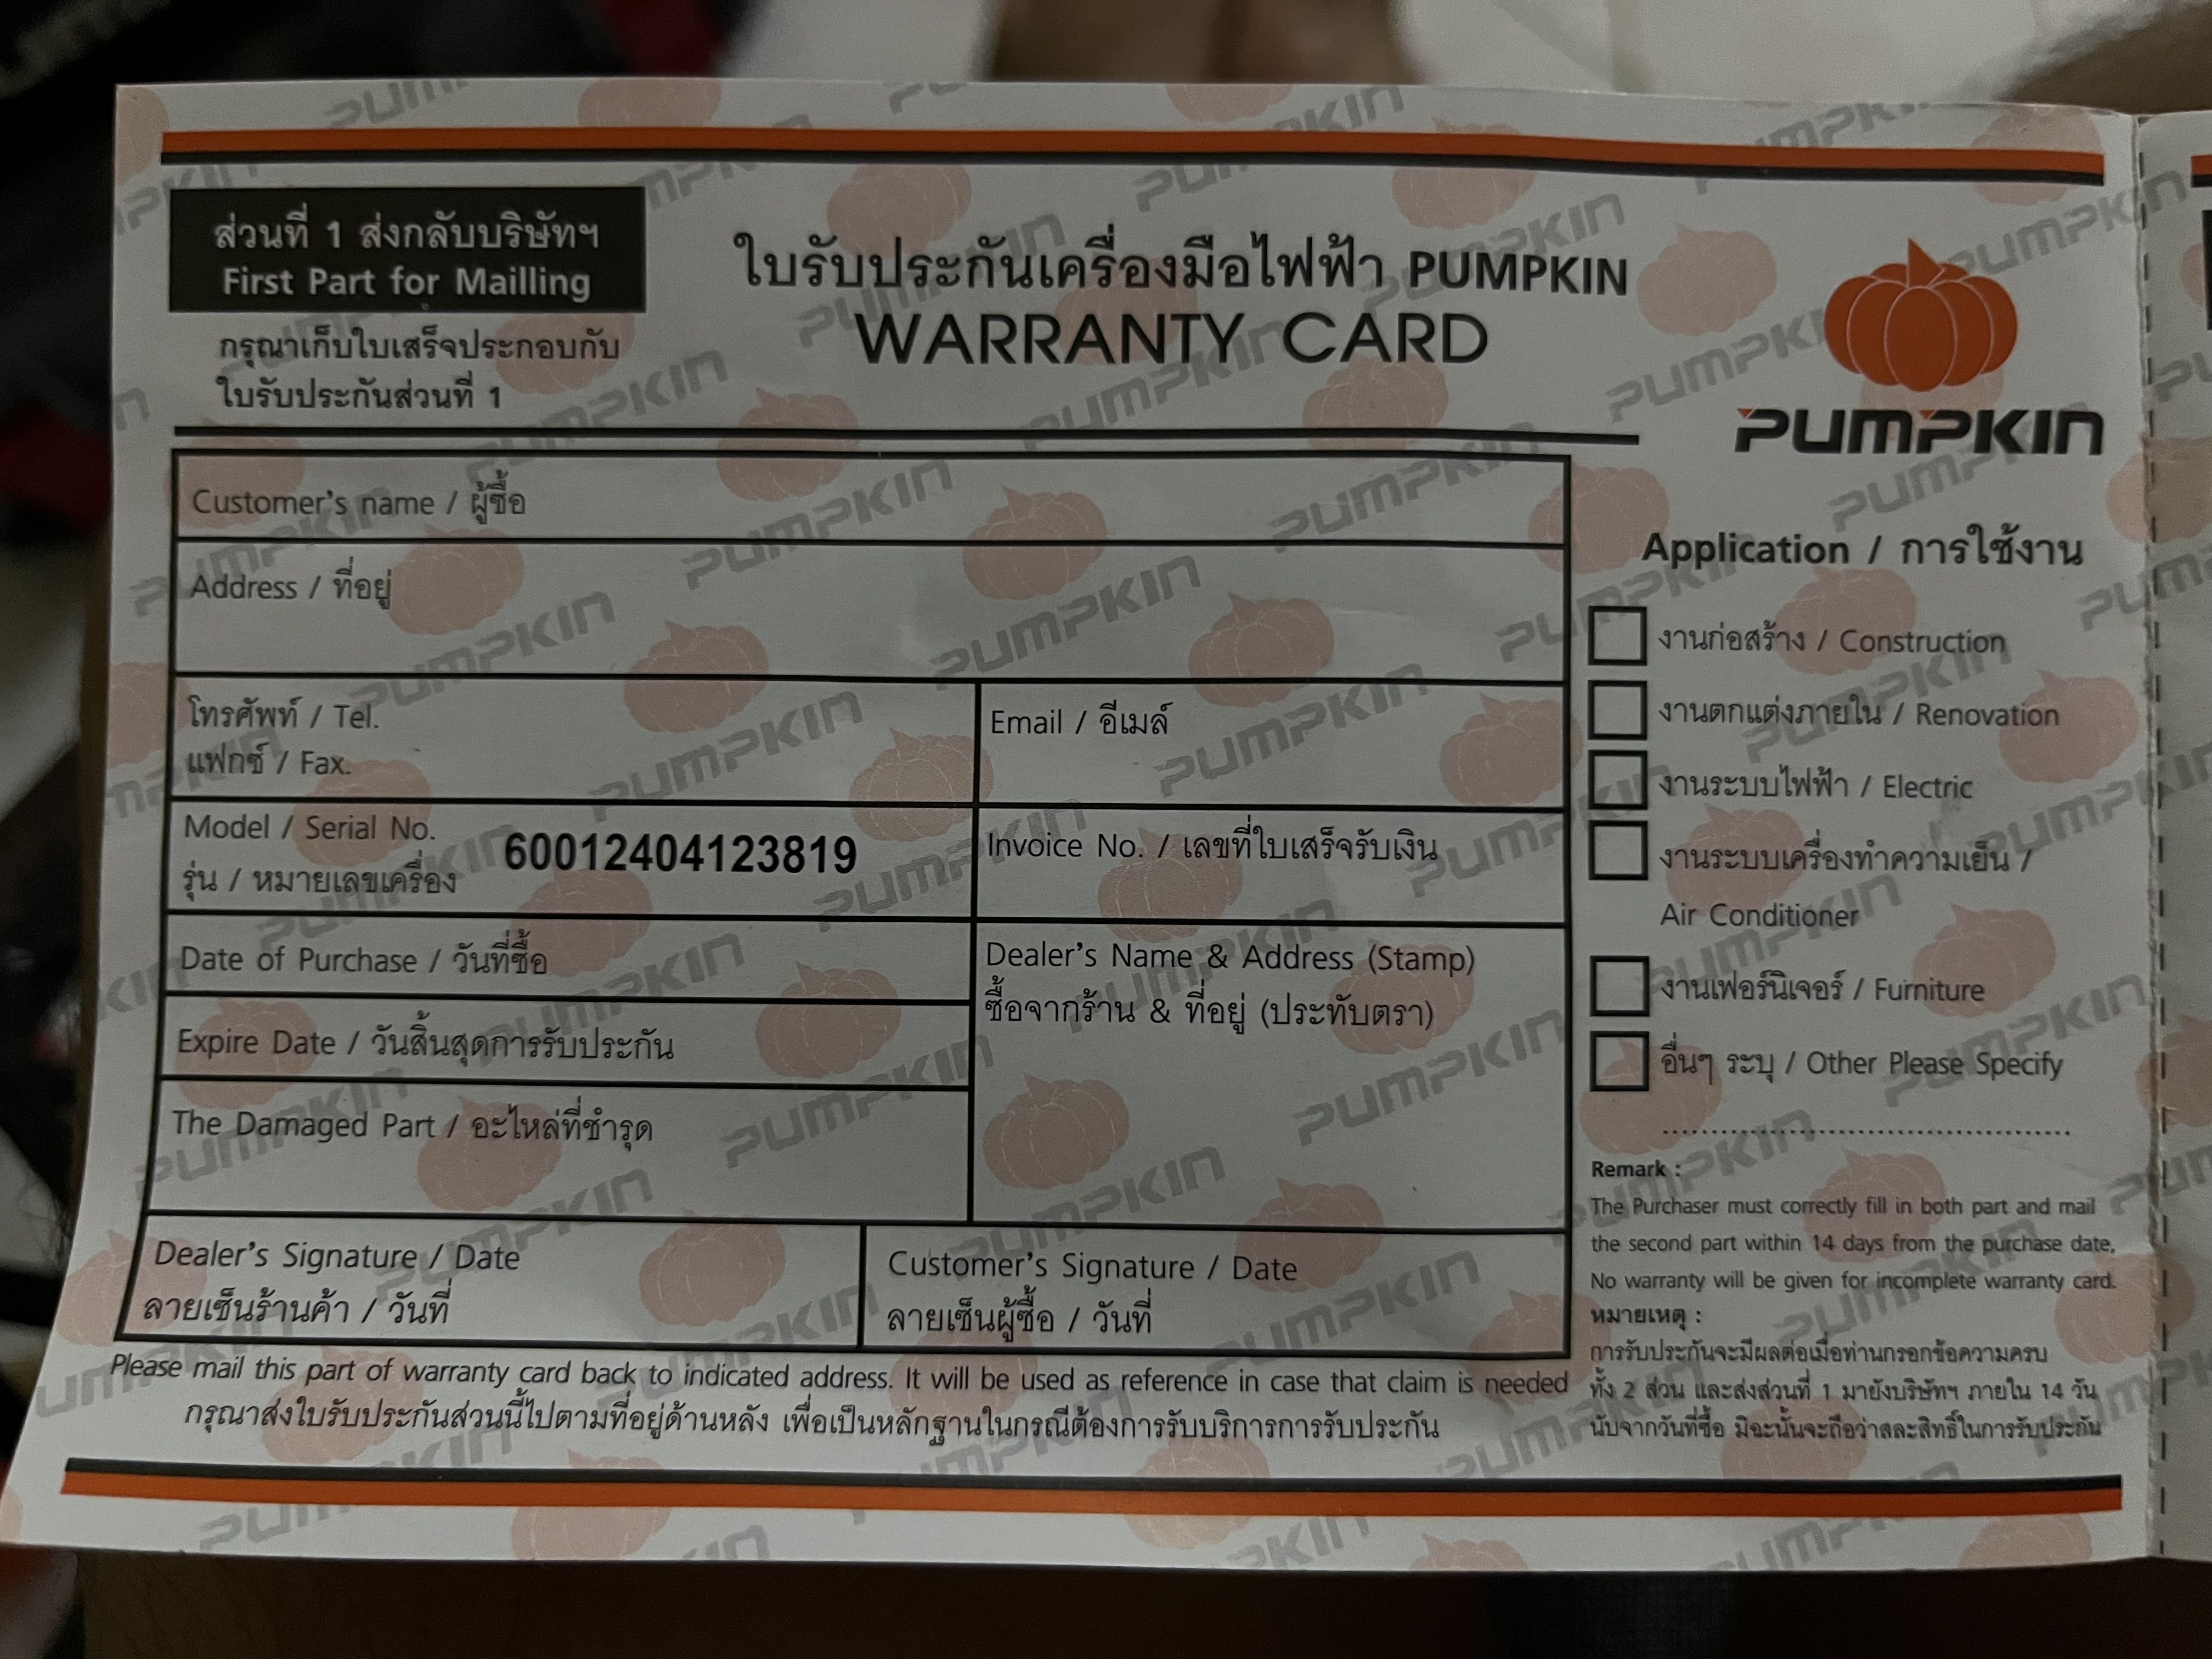 ส่วนที่ 1 ส่งกลับบริษัทฯ
First Part for Mailling
กรุณาเก็บใบเสร็จประกอบกับ
ใบรับประกันส่วนที่ 1
ใบรับประกันเครื่องมือไฟฟ้า PUMPKIN
WARRANTY CARD
PUMPKIN
Customer's name / ผู้ซื้อ
Address / ที่อยู่
โทรศัพท์ / Tel.
แฟกซ์ / Fax.
Email / อีเมล์
Model / Serial No.
รุ่น / หมายเลขเครื่อง
60012404123819
Invoice No. / เลขที่ใบเสร็จรับเงิน
Date of Purchase / วันที่ซื้อ
Expire Date / วันสิ้นสุดการรับประกัน
The Damaged Part / อะไหล่ที่ชำรุด
Dealer's Name & Address (Stamp)
ซื้อจากร้าน & ที่อยู่ (ประทับตรา)
Dealer's Signature / Date
ลายเซ็นร้านค้า / วันที่
Customer's Signature / Date
ลายเซ็นผู้ซื้อ / วันที่
Please mail this part of warranty card back to indicated address. It will be used as reference in case that claim is needed
กรุณาส่งใบรับประกันส่วนนี้ไปตามที่อยู่ด้านหลัง เพื่อเป็นหลักฐานในกรณีต้องการรับบริการการรับประกัน
Application / การใช้งาน
งานก่อสร้าง / Construction
งานตกแต่งภายใน / Renovation
งานระบบไฟฟ้า / Electric
งานระบบเครื่องทำความเย็น /
Air Conditioner
งานเฟอร์นิเจอร์ / Furniture
อื่นๆ ระบุ / Other Please Specify
Remark :
The Purchaser must correctly fill in both part and mail
the second part within 14 days from the purchase date,
No warranty will be given for incomplete warranty card.
หมายเหตุ :
การรับประกันจะมีผลต่อเมื่อท่านกรอกข้อความครบ
ทั้ง 2 ส่วน และส่งส่วนที่ 1 มายังบริษัทฯ ภายใน 14 วัน
นับจากวันที่ซื้อ มิฉะนั้นจะถือว่าสละสิทธิ์ในการรับประกัน